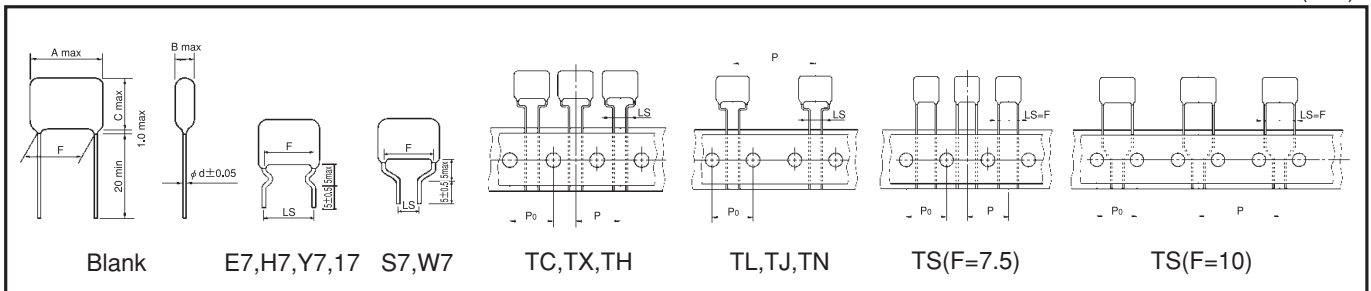 A max
B max
C max
1.0 max
F
20 min
φd±0.05
Blank
F
5max
5±0.5
LS
E7,H7,Y7,17
F
5max
5±0.5
LS
S7,W7
LS
P0
P
TC,TX,TH
P
LS
P0
TL,TJ,TN
LS=F
P0
P
TS(F=7.5)
LS=F
P0
P
TS(F=10)